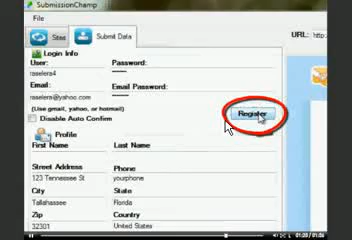 SubmissionChamp
File
Sites Submit Data URL: http:
Login Info
User: Password:
raselera4
Email: Email Password
raselera@yahoo.com
(Use gmail, yahoo, or hotmail)
Disable Auto Confirm Register
Profile
First Name Last Name
Street Address Phone
123 Tennessee St yourphone
City State
Tallahassee Florida
Zip Country
32301 United States